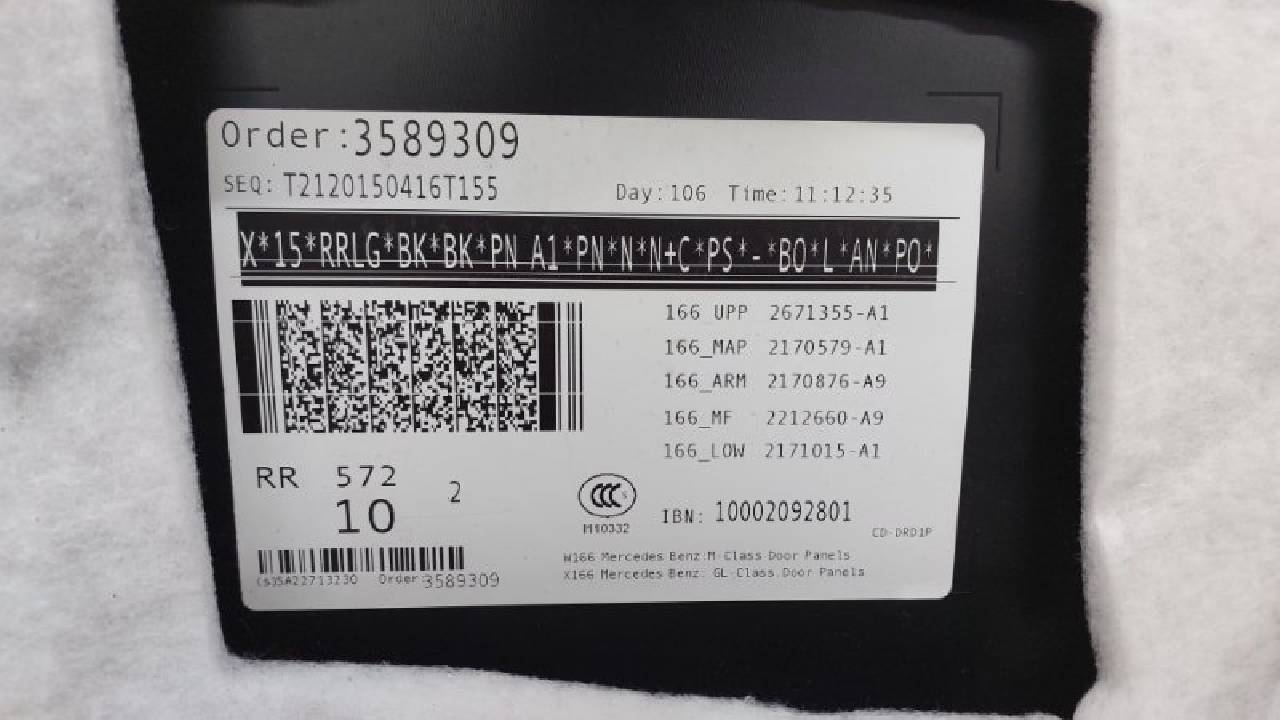 Order:3589309
SEQ: T2120150416T155 Day:106 Time:11:12:35
X*15*RRLG*BK*BK*PN A1*PN*N*N+C*PS*-*BO*L*AN*PO*
166_UPP 2671355-A1
166_MAP 2170579-A1
166_ARM 2170876-A9
166_MF 2212660-A9
166_LOW 2171015-A1
RR 572
10 2
CCC S
M10332
IBN: 10002092801
CD-DRD1P
W166 Mercedes Benz M-Class Door Panels
X166 Mercedes Benz: GL-Class Door Panels
Order 3589309